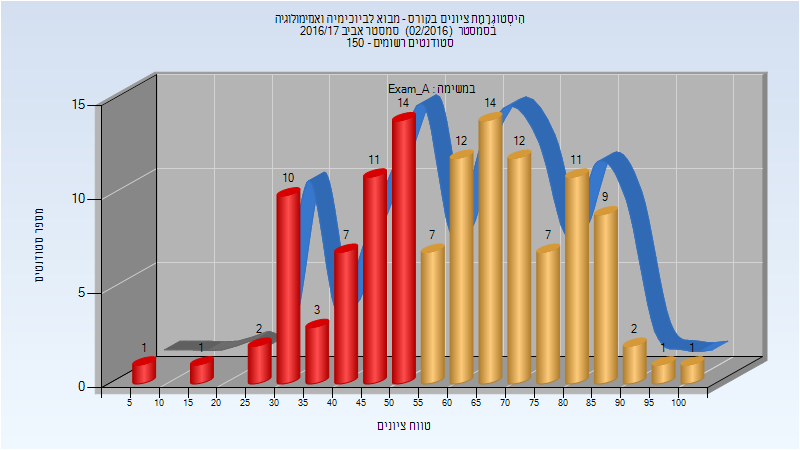 היסטוגרמת ציונים בקורס - מבוא לביוכימיה ואנזימולוגיה
בסמסטר (02/2016) סמסטר אביב 2016/17
סטודנטים רשומים - 150
במשימה : Exam_A
מספר סטודנטים
15
10
5
0
1 1 2 10 3 7 11 14 7 12 14 12 7 11 9 2 1 1
5 10 15 20 25 30 35 40 45 50 55 60 65 70 75 80 85 90 95 100
טווח ציונים